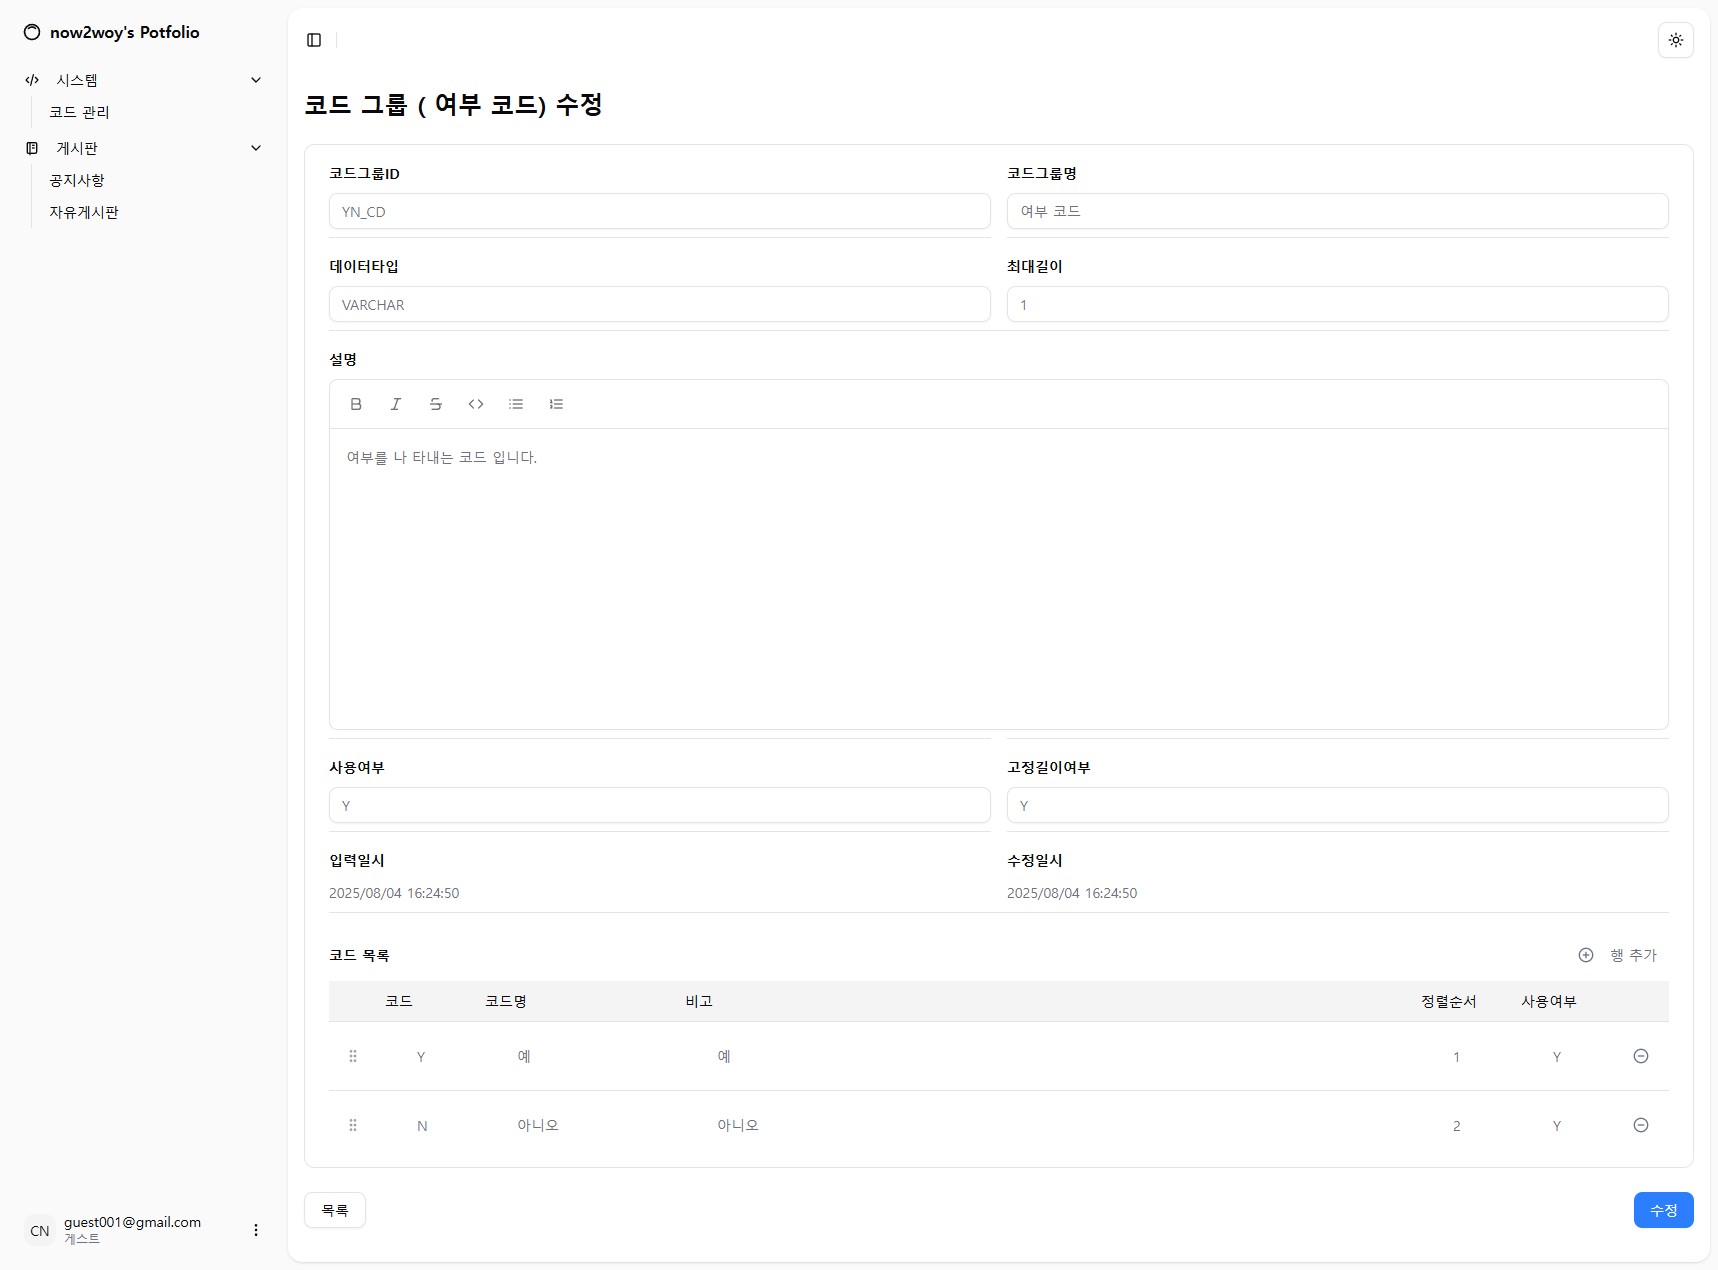 now2woy's Potfolio
시스템
코드 관리
게시판
공지사항
자유게시판
코드 그룹 ( 여부 코드) 수정
코드그룹ID 코드그룹명
YN_CD 여부 코드
데이터타입 최대길이
VARCHAR 1
설명
여부를 나 타내는 코드 입니다.
사용여부 고정길이여부
Y Y
입력일시 수정일시
2025/08/04 16:24:50 2025/08/04 16:24:50
코드 목록 행 추가
코드 코드명 비고 정렬순서 사용여부
Y 예 예 1 Y
N 아니오 아니오 2 Y
목록 수정
CN guest001@gmail.com
게스트